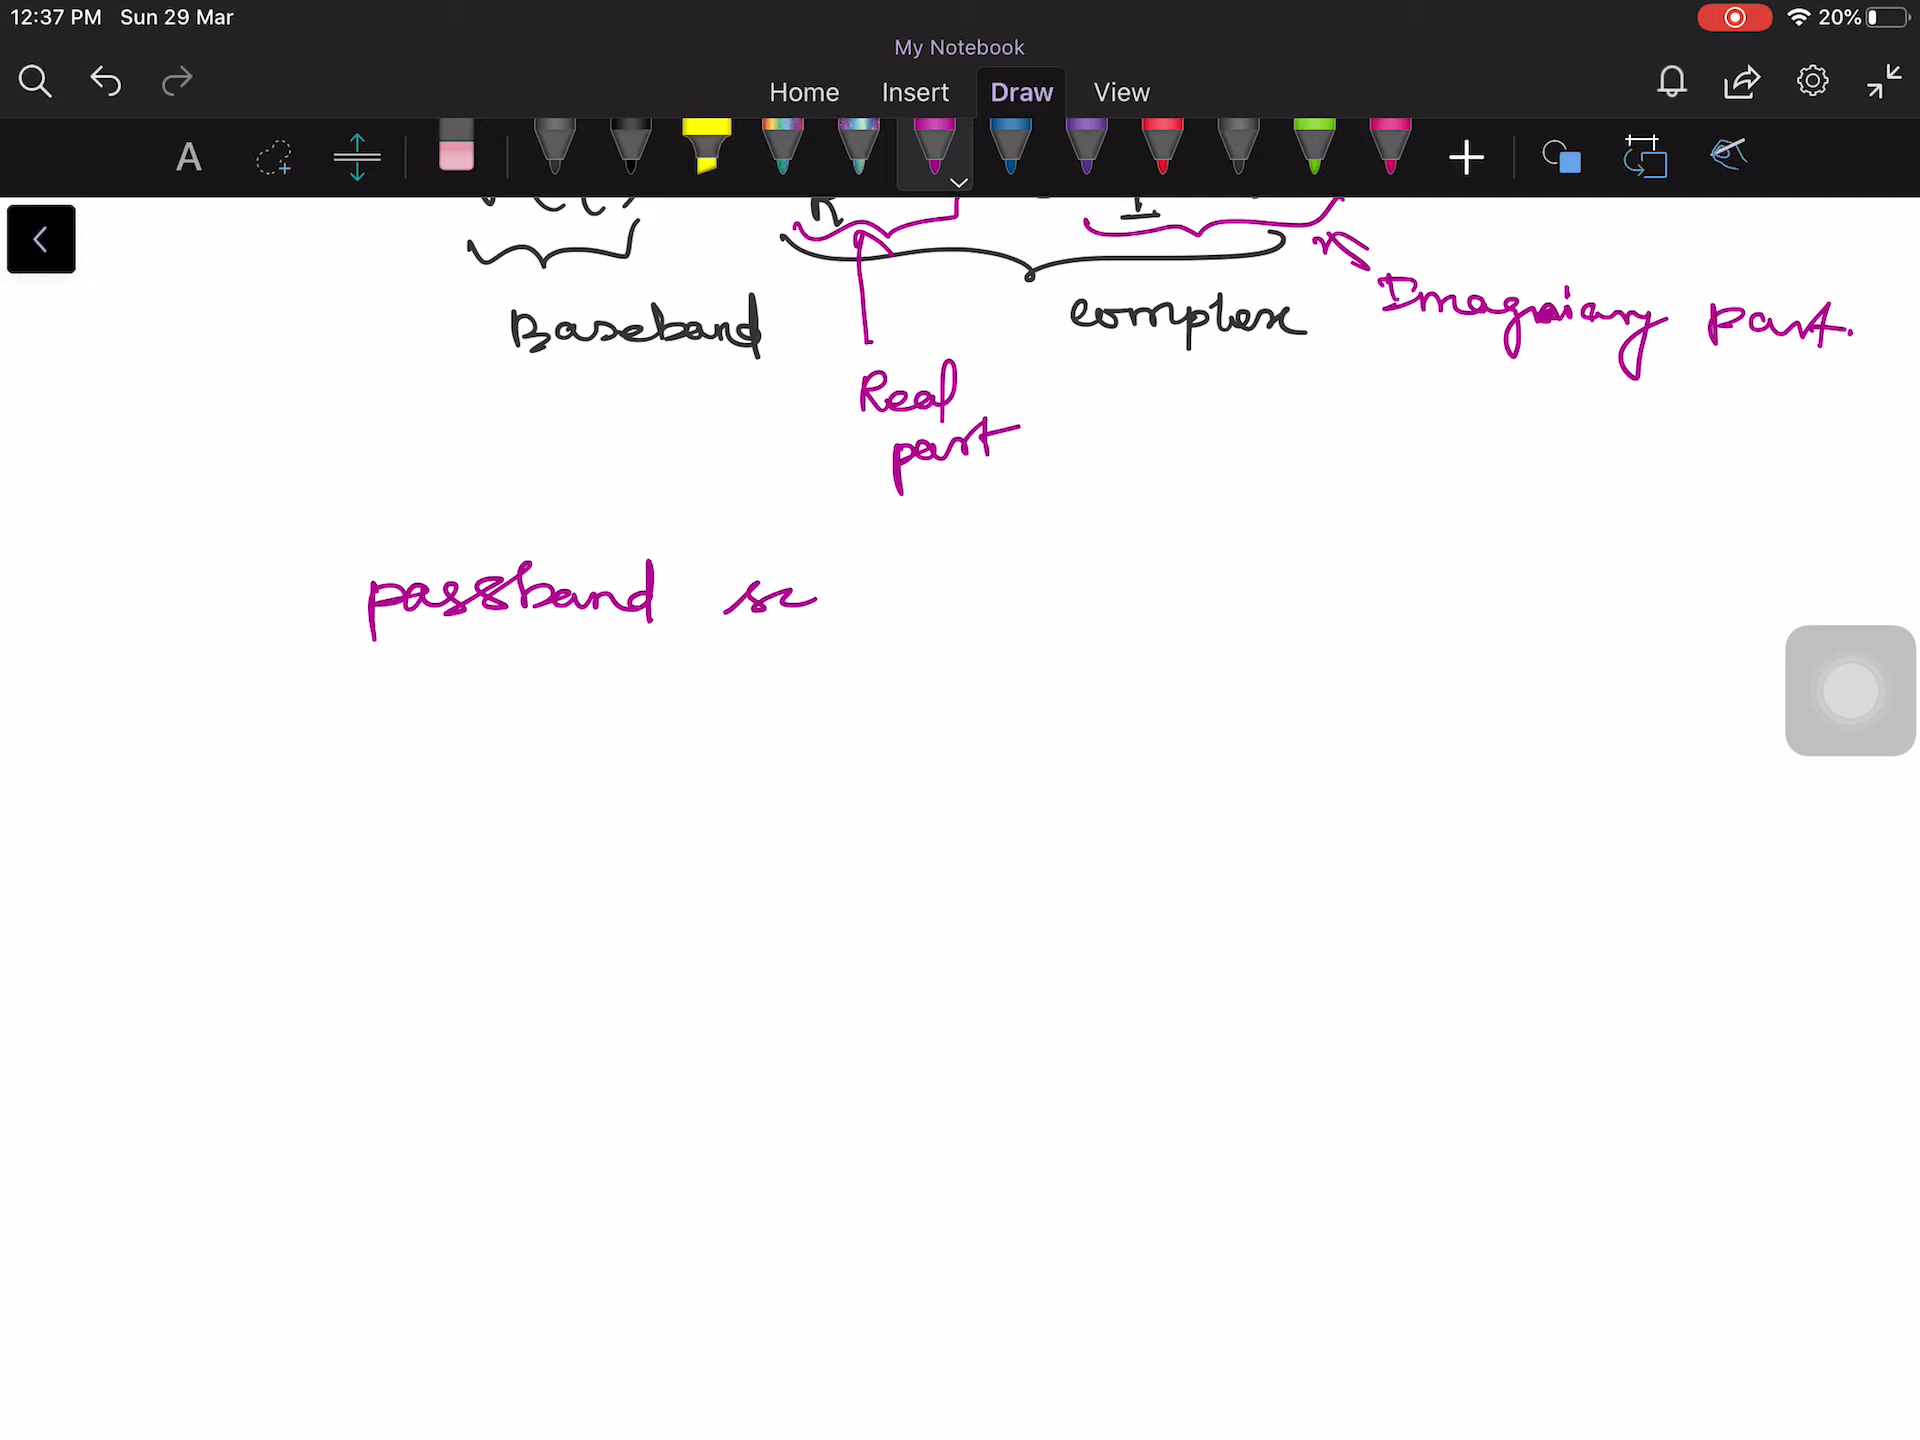 12:37 PM Sun 29 Mar
20%
My Notebook
Home Insert Draw View
A
R
I
Baseband
complex
Imagniary part.
Real
part
passband